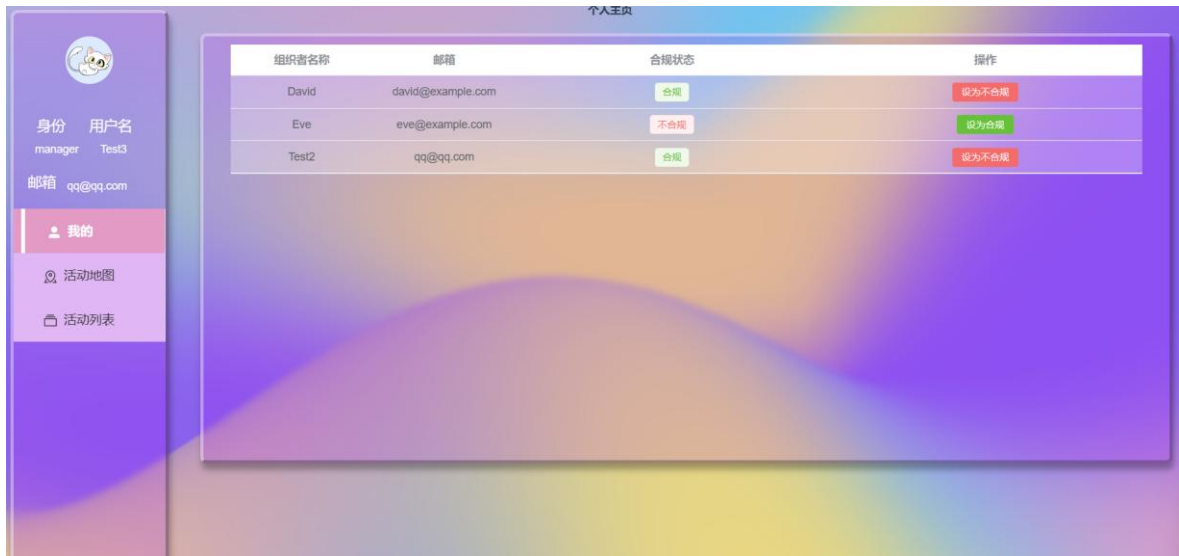 个人主页
身份 用户名
manager Test3
邮箱 qq@qq.com
我的
活动地图
活动列表
组织者名称 邮箱 合规状态 操作
David david@example.com 合规 设为不合规
Eve eve@example.com 不合规 设为合规
Test2 qq@qq.com 合规 设为不合规